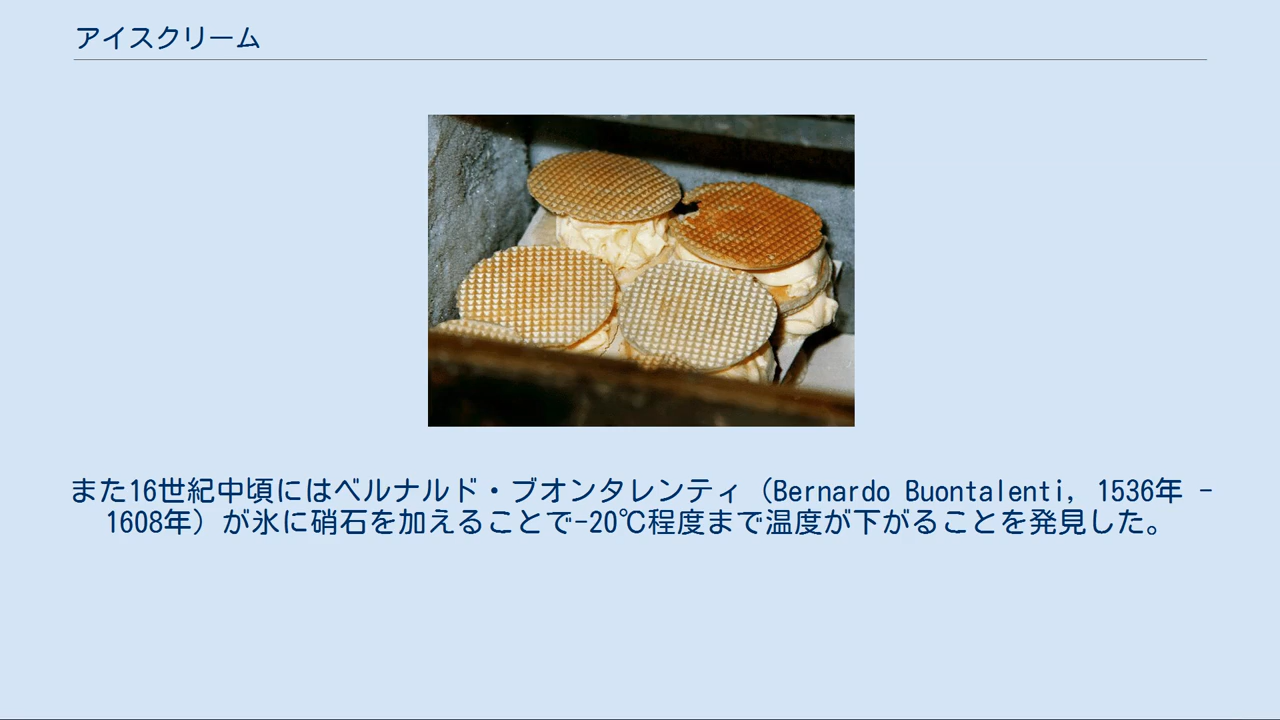 アイスクリーム
また16世紀中頃にはベルナルド・ブオンタレンティ（Bernardo Buontalenti, 1536年 -
1608年）が氷に硝石を加えることで-20℃程度まで温度が下がることを発見した。